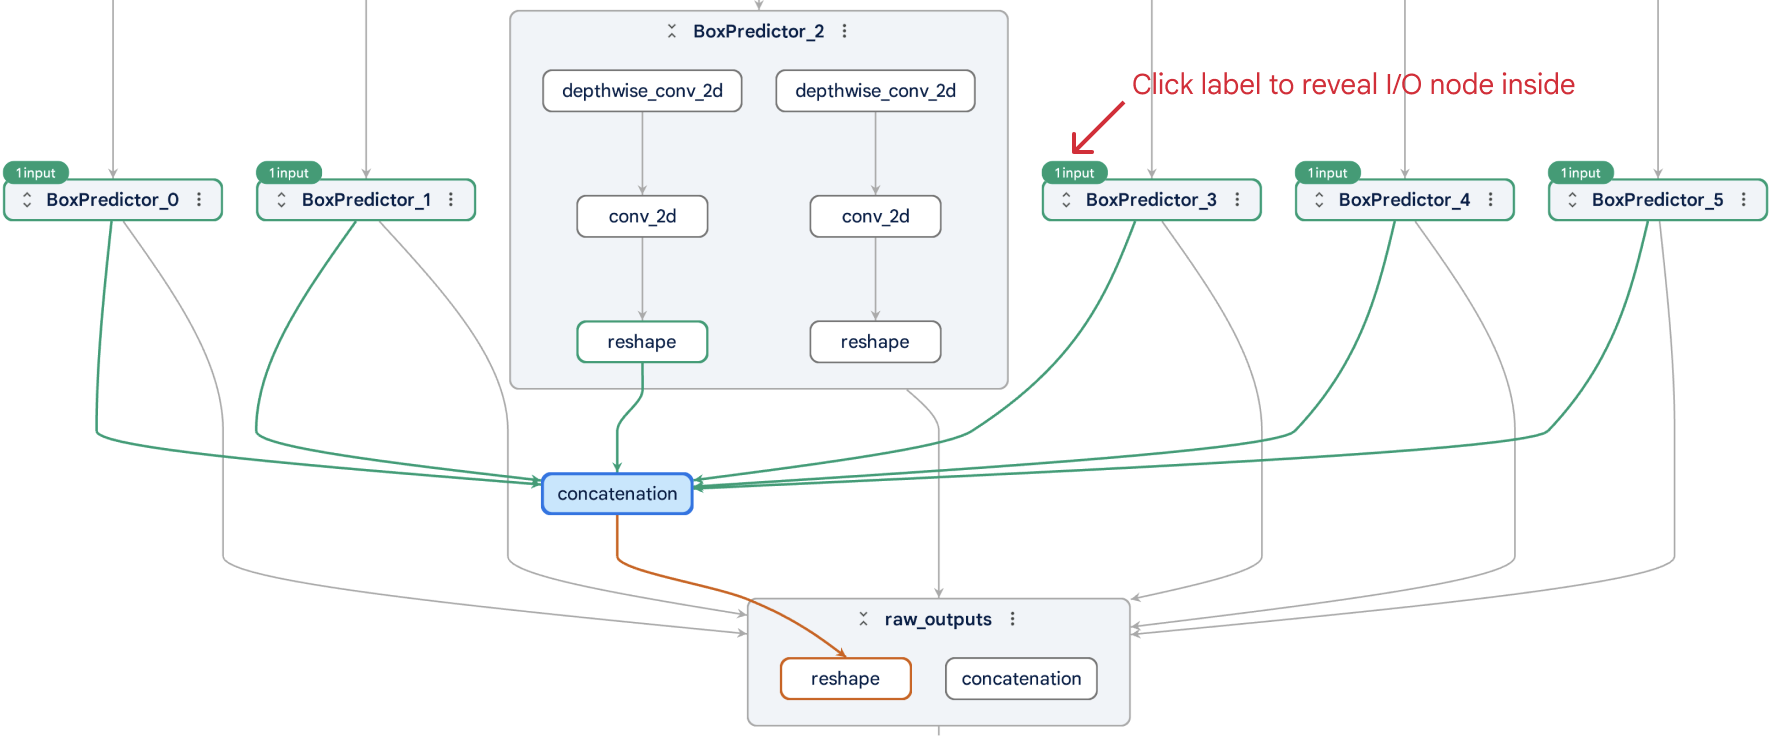 BoxPredictor_2
depthwise_conv_2d
depthwise_conv_2d
Click label to reveal I/O node inside
1 input
BoxPredictor_0
1 input
BoxPredictor_1
conv_2d
conv_2d
1 input
BoxPredictor_3
1 input
BoxPredictor_4
1 input
BoxPredictor_5
reshape
reshape
concatenation
raw_outputs
reshape
concatenation